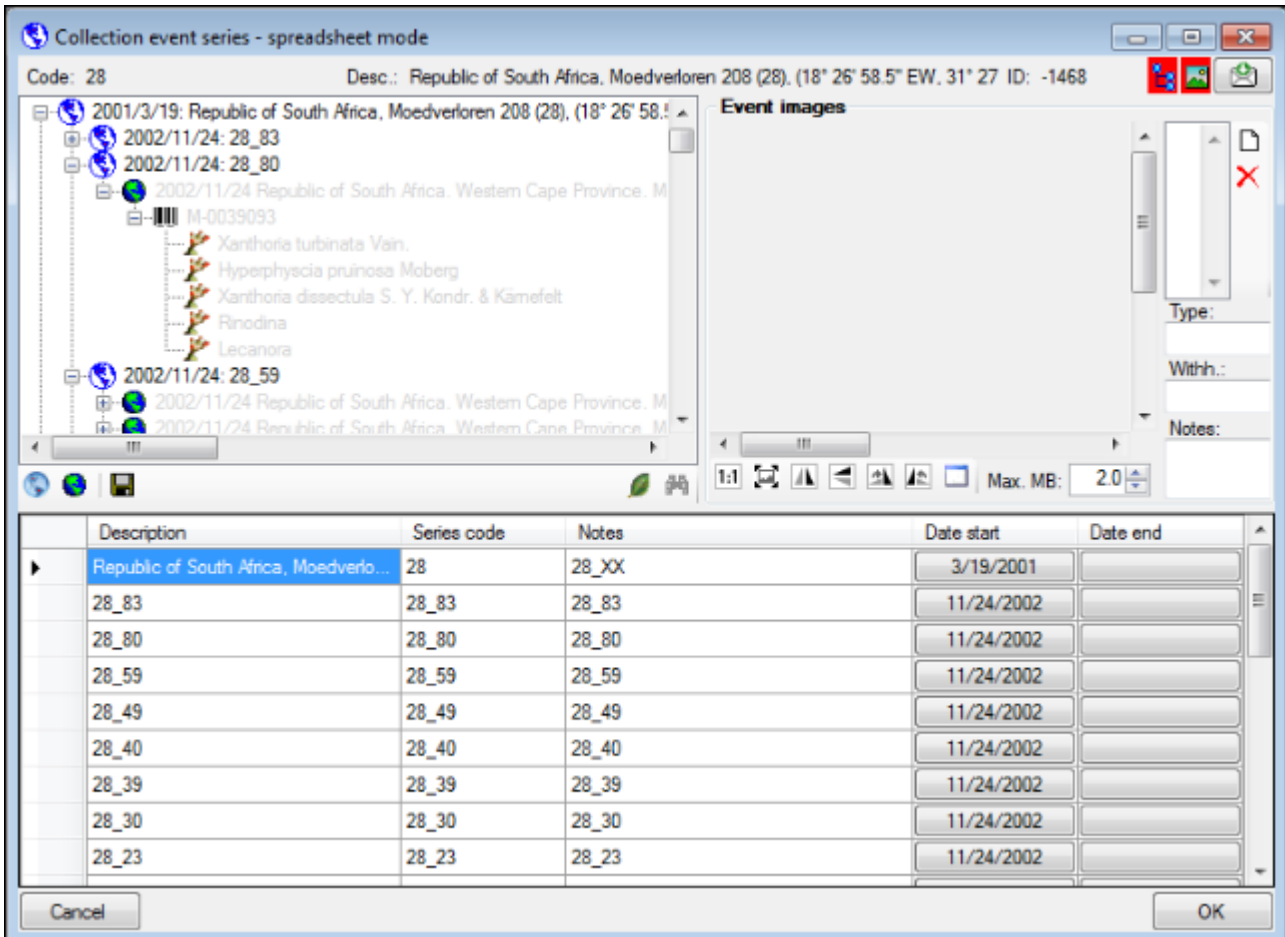 Collection event series - spreadsheet mode
Code: 28 Desc.: Republic of South Africa, Moedverloren 208 (28), (18° 26' 58.5" EW, 31° 27 ID: -1468
2001/3/19: Republic of South Africa, Moedverloren 208 (28), (18° 26' 58.5
Event images
2002/11/24: 28_83
2002/11/24: 28_80
2002/11/24 Republic of South Africa. Western Cape Province. M
M-0039093
Xanthoria turbinata Vain.
Hyperphyscia pruinosa Moberg
Xanthoria dissectula S. Y. Kondr. & Kärnefelt
Rinodina
Lecanora
2002/11/24: 28_59
2002/11/24 Republic of South Africa. Western Cape Province. M
2002/11/24 Republic of South Africa. Western Cape Province. M
Type:
Withh.:
Notes:
1:1 Max. MB: 2.0
Description Series code Notes Date start Date end
Republic of South Africa, Moedverlo... 28 28_XX 3/19/2001
28_83 28_83 28_83 11/24/2002
28_80 28_80 28_80 11/24/2002
28_59 28_59 28_59 11/24/2002
28_49 28_49 28_49 11/24/2002
28_40 28_40 28_40 11/24/2002
28_39 28_39 28_39 11/24/2002
28_30 28_30 28_30 11/24/2002
28_23 28_23 28_23 11/24/2002
Cancel OK